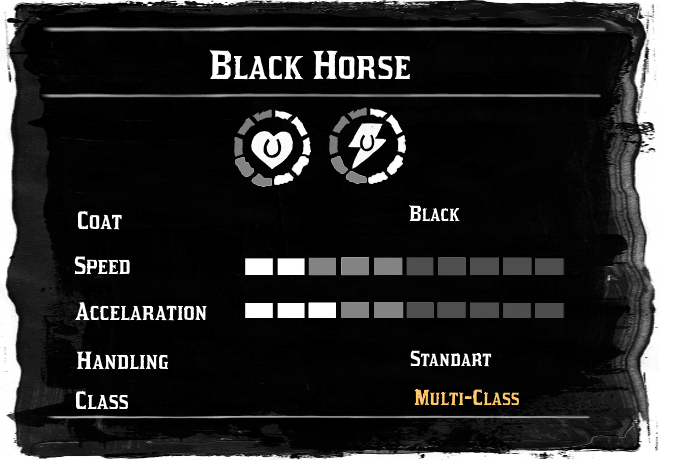 Black Horse
Coat Black
Speed
Accelaration
Handling Standart
Class Multi-Class